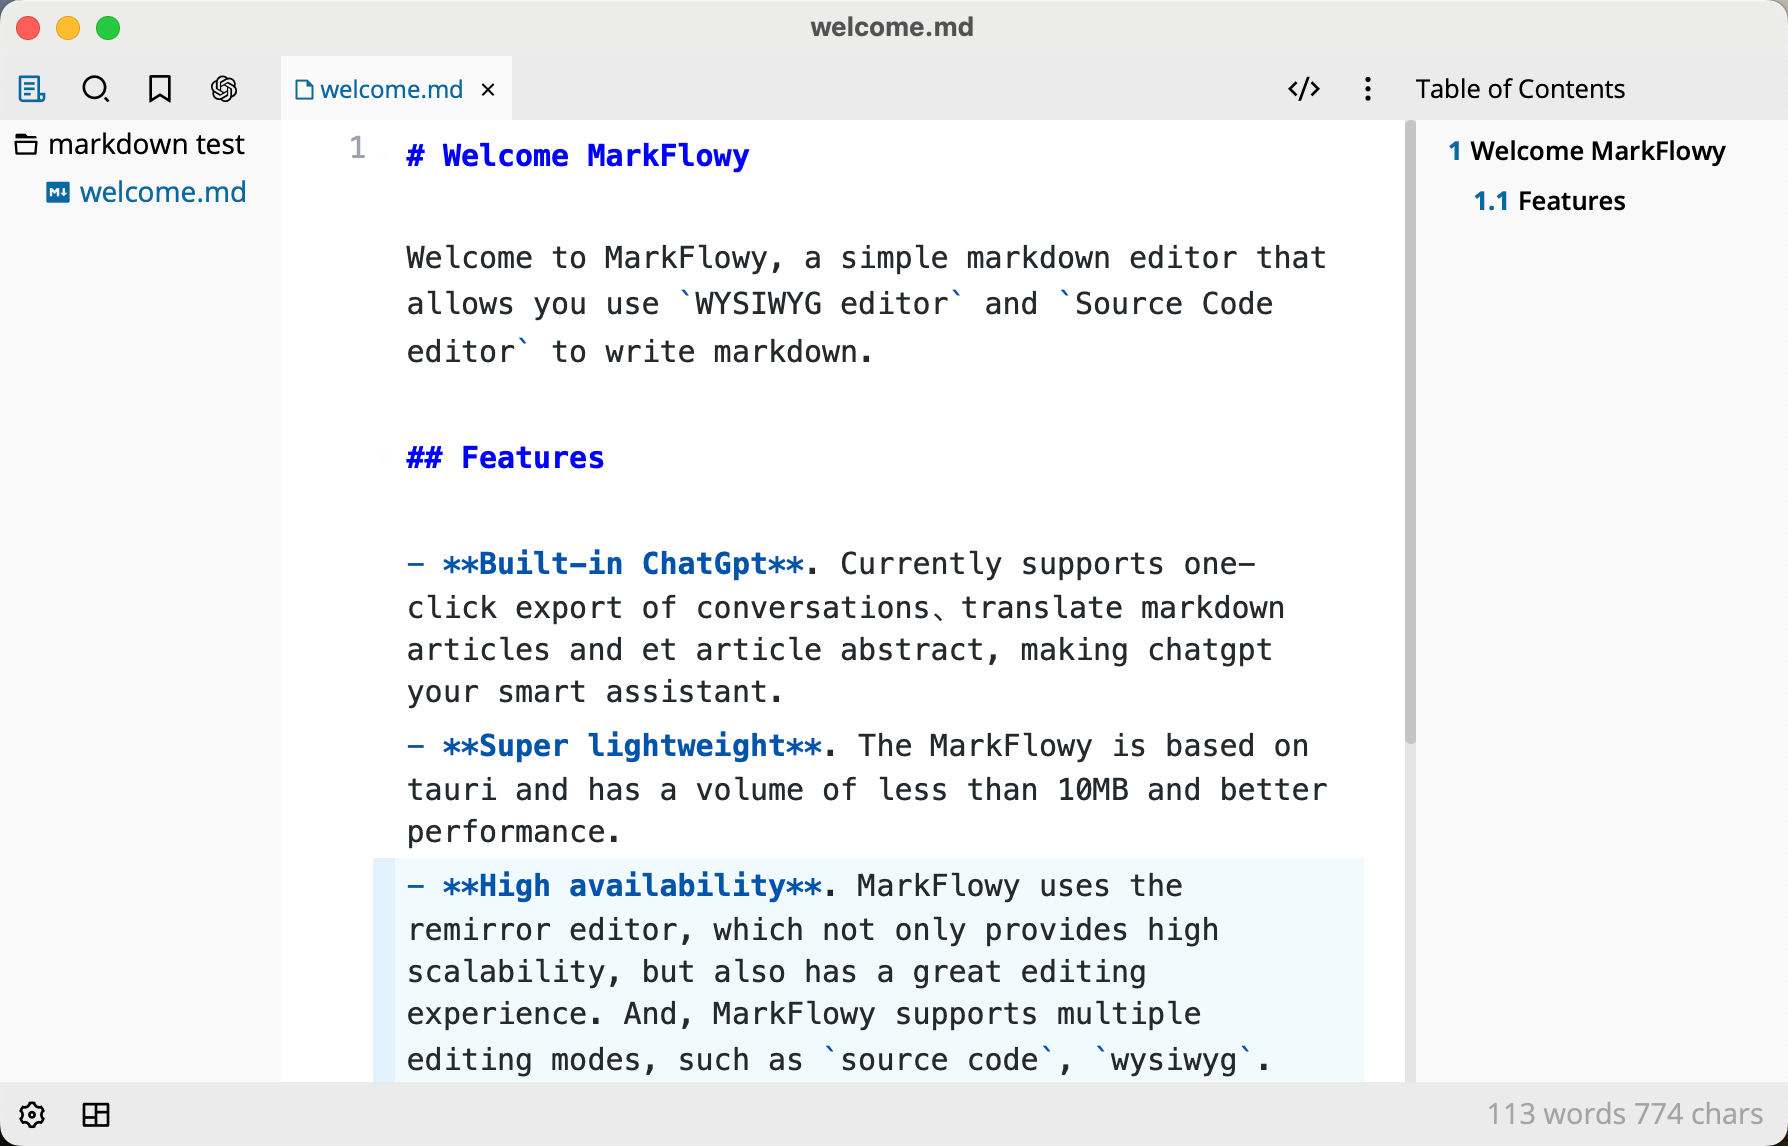 welcome.md
welcome.md
Table of Contents
markdown test
welcome.md
1
# Welcome MarkFlowy
Welcome to MarkFlowy, a simple markdown editor that
allows you use `WYSIWYG editor` and `Source Code
editor` to write markdown.
## Features
- **Built-in ChatGpt**. Currently supports one-
click export of conversations、translate markdown
articles and et article abstract, making chatgpt
your smart assistant.
- **Super lightweight**. The MarkFlowy is based on
tauri and has a volume of less than 10MB and better
performance.
- **High availability**. MarkFlowy uses the
remirror editor, which not only provides high
scalability, but also has a great editing
experience. And, MarkFlowy supports multiple
editing modes, such as `source code`, `wysiwyg`.
1 Welcome MarkFlowy
1.1 Features
113 words 774 chars